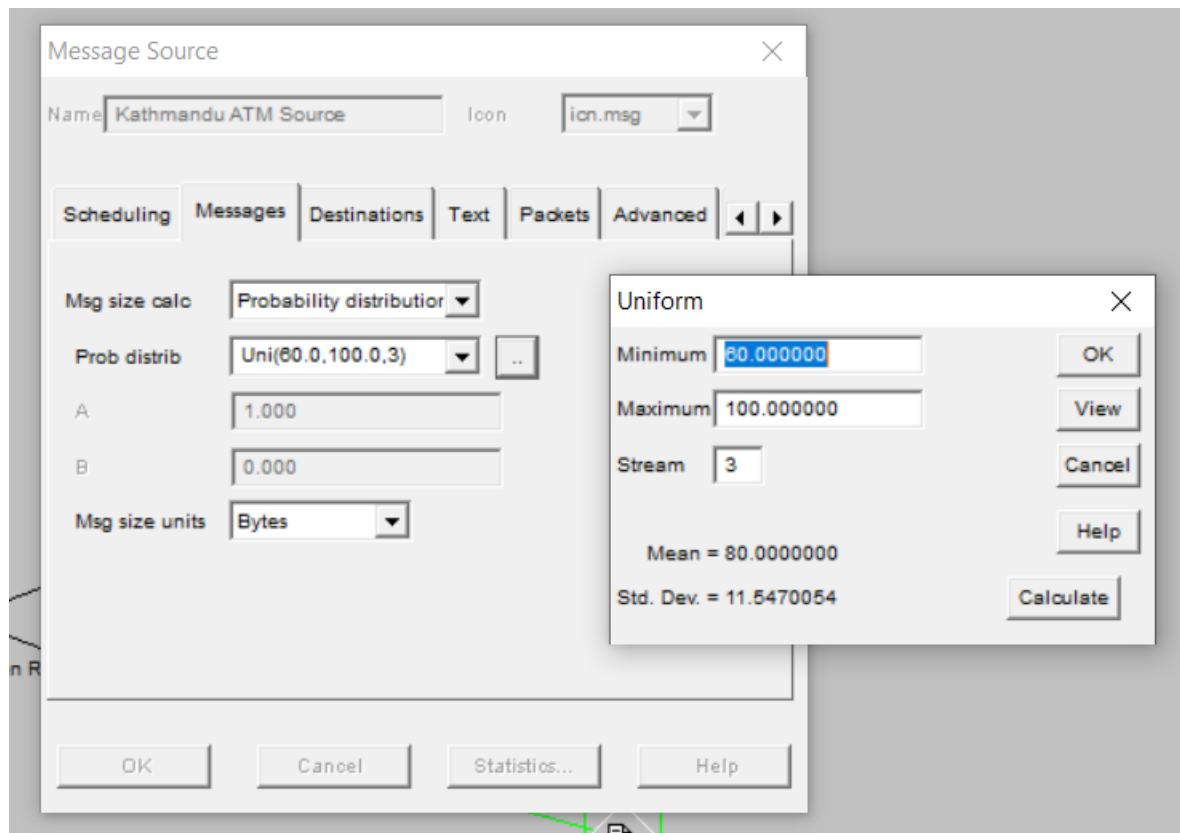 Message Source
Name Kathmandu ATM Source Icon icn.msg
Scheduling Messages Destinations Text Packets Advanced
Msg size calc Probability distribution
Prob distrib Uni(60.0,100.0,3) ..
A 1.000
B 0.000
Msg size units Bytes
OK Cancel Statistics... Help
Uniform
Minimum 60.000000 OK
Maximum 100.000000 View
Stream 3 Cancel
Help
Mean = 80.0000000
Std. Dev. = 11.5470054 Calculate
n R